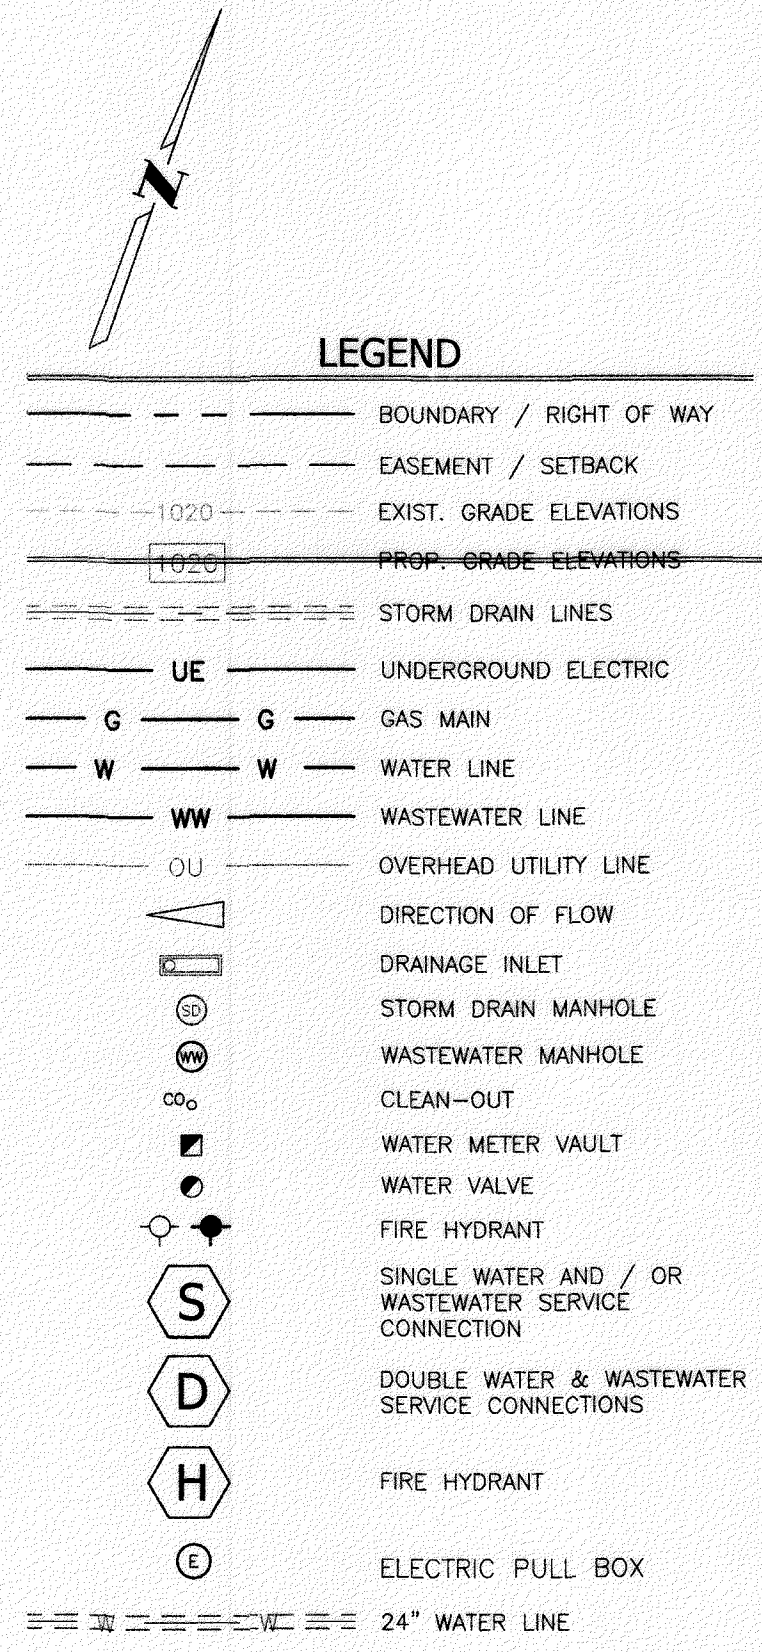 N
LEGEND
BOUNDARY / RIGHT OF WAY
EASEMENT / SETBACK
1020 EXIST. GRADE ELEVATIONS
1020 PROP. GRADE ELEVATIONS
STORM DRAIN LINES
UE UNDERGROUND ELECTRIC
G G GAS MAIN
W W WATER LINE
WW WASTEWATER LINE
OU OVERHEAD UTILITY LINE
DIRECTION OF FLOW
DRAINAGE INLET
SD STORM DRAIN MANHOLE
WW WASTEWATER MANHOLE
CO CLEAN-OUT
WATER METER VAULT
WATER VALVE
FIRE HYDRANT
S SINGLE WATER AND / OR
WASTEWATER SERVICE
CONNECTION
D DOUBLE WATER & WASTEWATER
SERVICE CONNECTIONS
H FIRE HYDRANT
E ELECTRIC PULL BOX
W W 24" WATER LINE